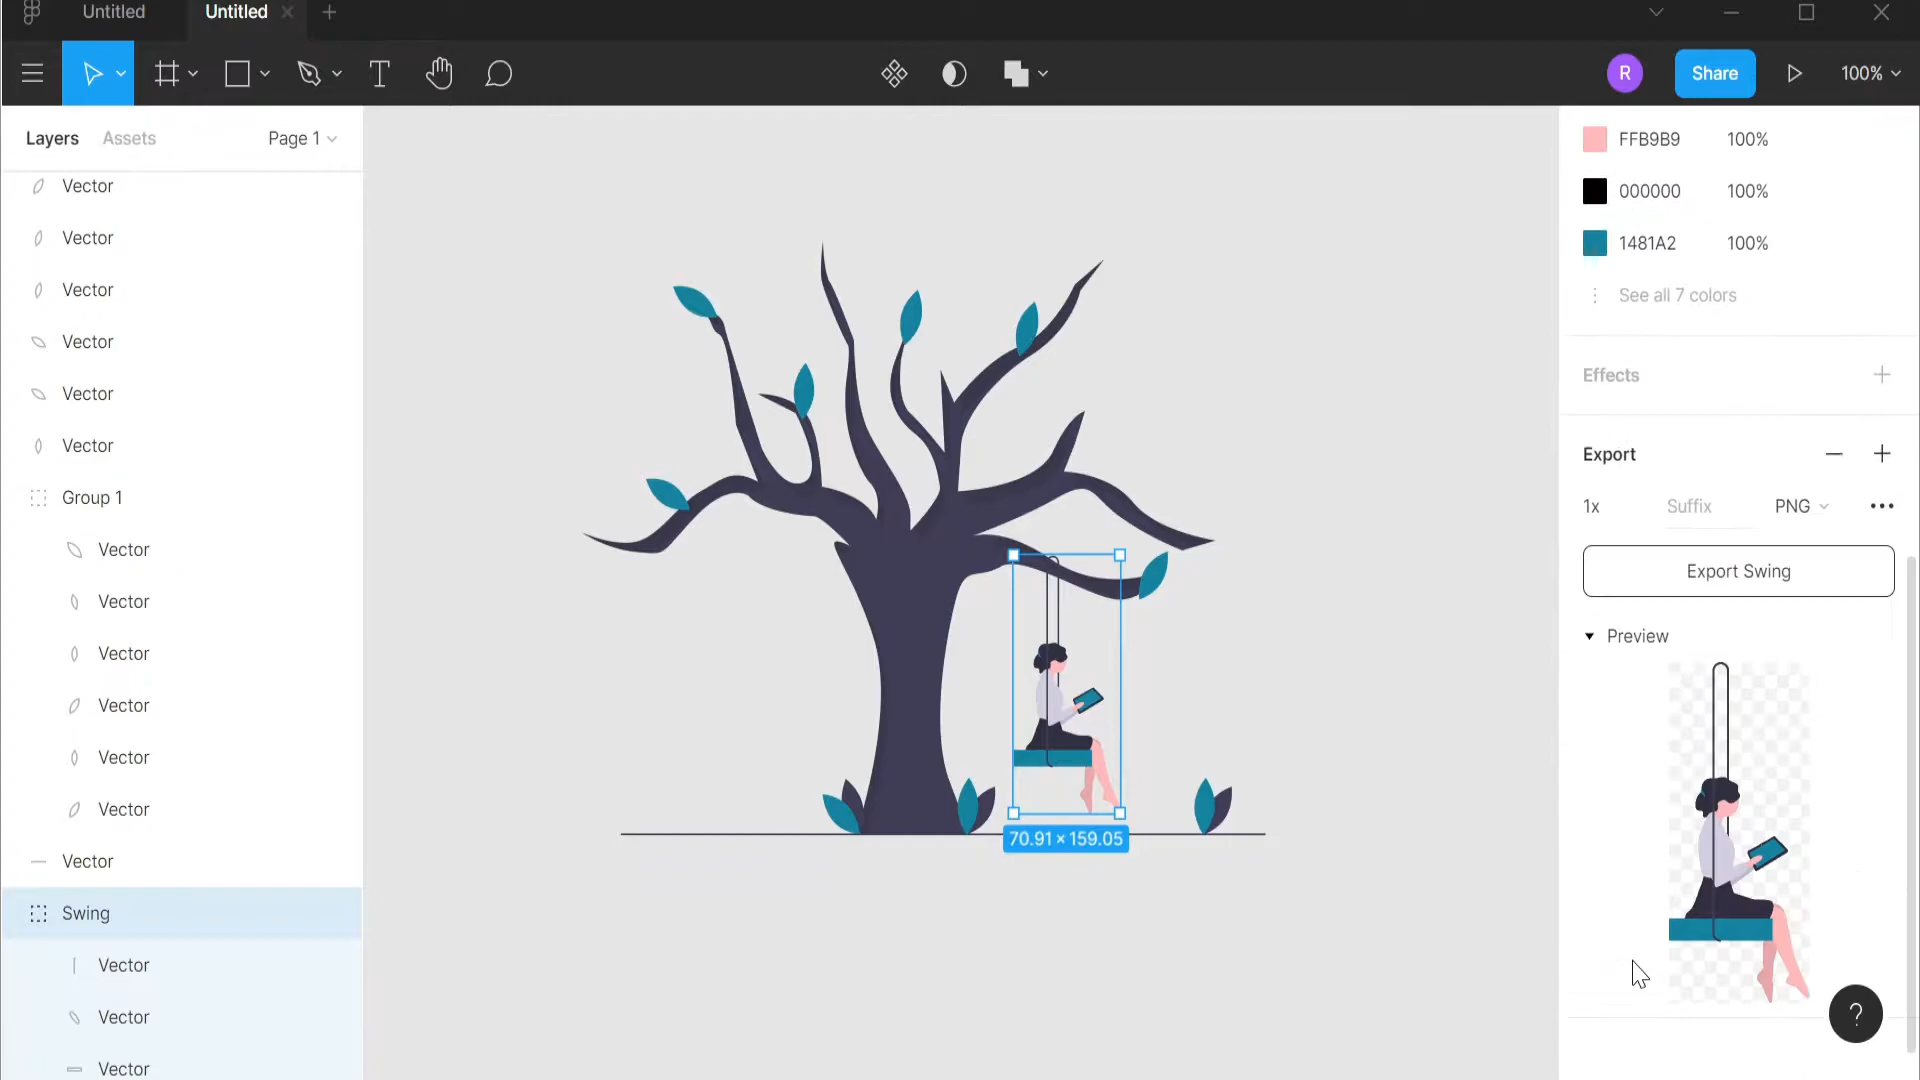 Untitled
Untitled
R
Share
100%
Layers
Assets
Page 1
Vector
Vector
Vector
Vector
Vector
Vector
Group 1
Vector
Vector
Vector
Vector
Vector
Vector
Vector
Swing
Vector
Vector
Vector
70.91 × 159.05
FFB9B9 100%
000000 100%
1481A2 100%
See all 7 colors
Effects
Export
1x Suffix PNG
Export Swing
Preview
?